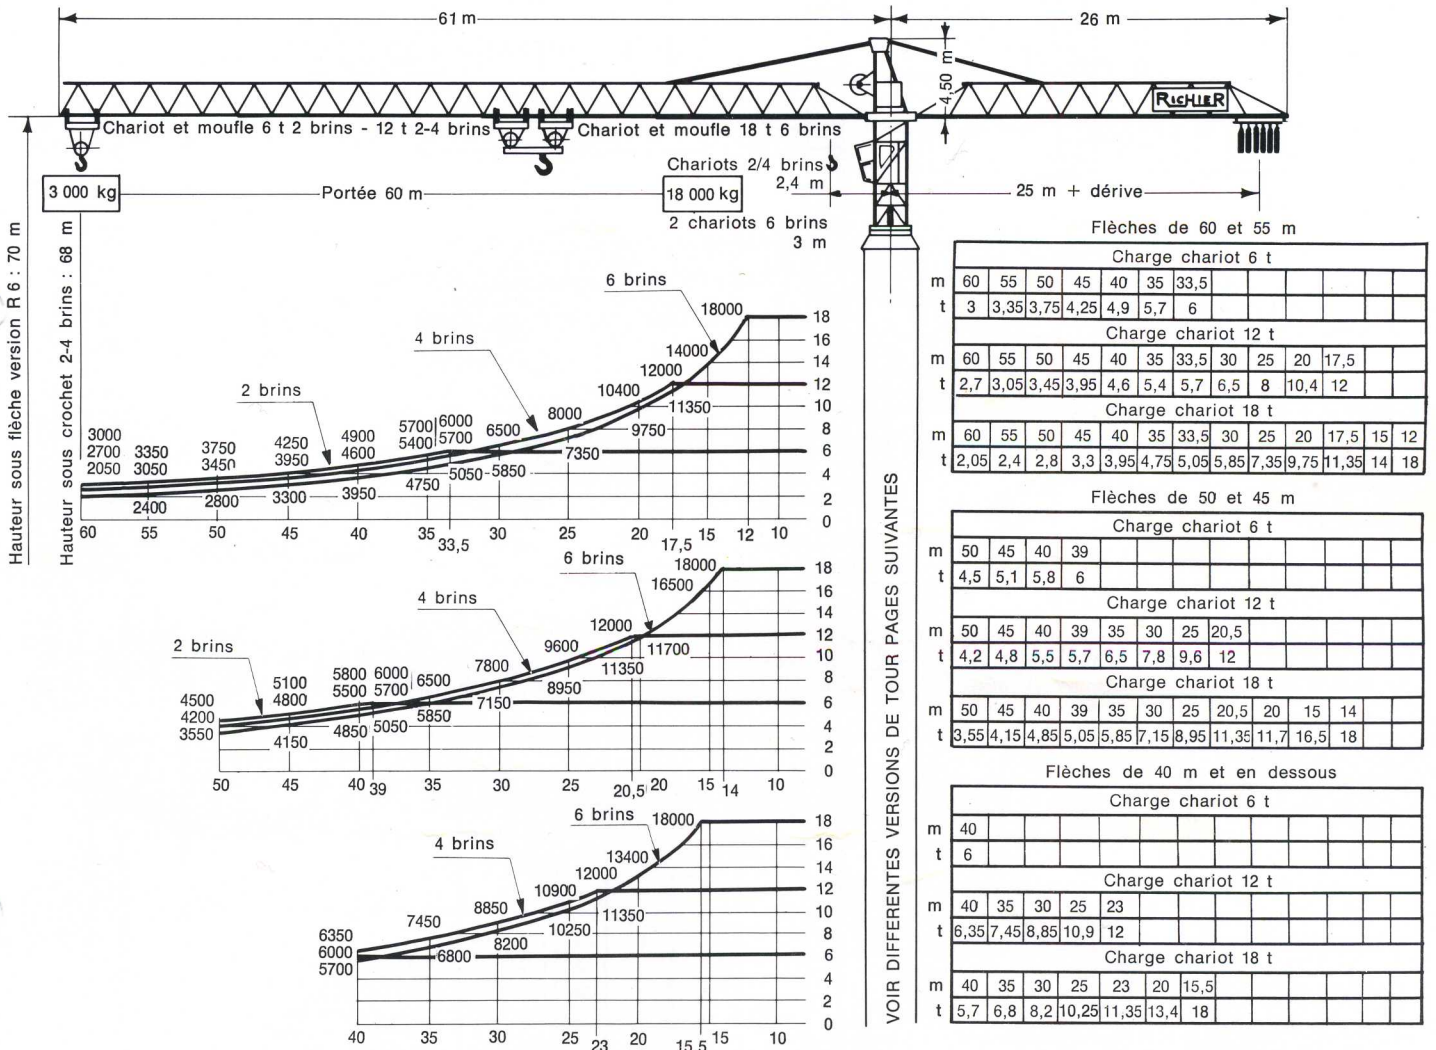 61 m
26 m
4,50 m
RICHIER
Chariot et moufle 6 t 2 brins - 12 t 2-4 brins
Chariot et moufle 18 t 6 brins
Chariots 2/4 brins
2,4 m
3 000 kg
Portée 60 m
18 000 kg
25 m + dérive
2 chariots 6 brins
3 m
Hauteur sous flèche version R 6 : 70 m
Hauteur sous crochet 2-4 brins : 68 m
6 brins
18000
18
16
4 brins
14000
14
2 brins
12000
12
10400
11350
10
8000
9750
8
3000 3350 3750 4250 4900 5700 6000 6500
2700 3050 3450 3950 4600 5400 5700
2050
7350
6
5050 5850
4750
4
3950
3300
2800
2400
2
0
60 55 50 45 40 35 33,5 30 25 20 17,5 15 12 10
6 brins
18000
18
16500
16
4 brins
14
2 brins
12000
12
9600
11700
11350
10
7800
8950
8
4500 5100 5800 6000 6500
4200 4800 5500 5700
3550
7150
6
5850
5050
4850
4
4150
2
0
50 45 40 39 35 30 25 20,5 20 15 14 10
6 brins
18000
18
16
4 brins
13400
14
12000
12
10900
11350
10
8850
7450
10250
8
8200
6350
6000
5700
6800
6
4
2
0
40 35 30 25 23 20 15,5 15 10
VOIR DIFFERENTES VERSIONS DE TOUR PAGES SUIVANTES
Flèches de 60 et 55 m
Charge chariot 6 t
m 60 55 50 45 40 35 33,5
t 3 3,35 3,75 4,25 4,9 5,7 6
Charge chariot 12 t
m 60 55 50 45 40 35 33,5 30 25 20 17,5
t 2,7 3,05 3,45 3,95 4,6 5,4 5,7 6,5 8 10,4 12
Charge chariot 18 t
m 60 55 50 45 40 35 33,5 30 25 20 17,5 15 12
t 2,05 2,4 2,8 3,3 3,95 4,75 5,05 5,85 7,35 9,75 11,35 14 18
Flèches de 50 et 45 m
Charge chariot 6 t
m 50 45 40 39
t 4,5 5,1 5,8 6
Charge chariot 12 t
m 50 45 40 39 35 30 25 20,5
t 4,2 4,8 5,5 5,7 6,5 7,8 9,6 12
Charge chariot 18 t
m 50 45 40 39 35 30 25 20,5 20 15 14
t 3,55 4,15 4,85 5,05 5,85 7,15 8,95 11,35 11,7 16,5 18
Flèches de 40 m et en dessous
Charge chariot 6 t
m 40
t 6
Charge chariot 12 t
m 40 35 30 25 23
t 6,35 7,45 8,85 10,9 12
Charge chariot 18 t
m 40 35 30 25 23 20 15,5
t 5,7 6,8 8,2 10,25 11,35 13,4 18